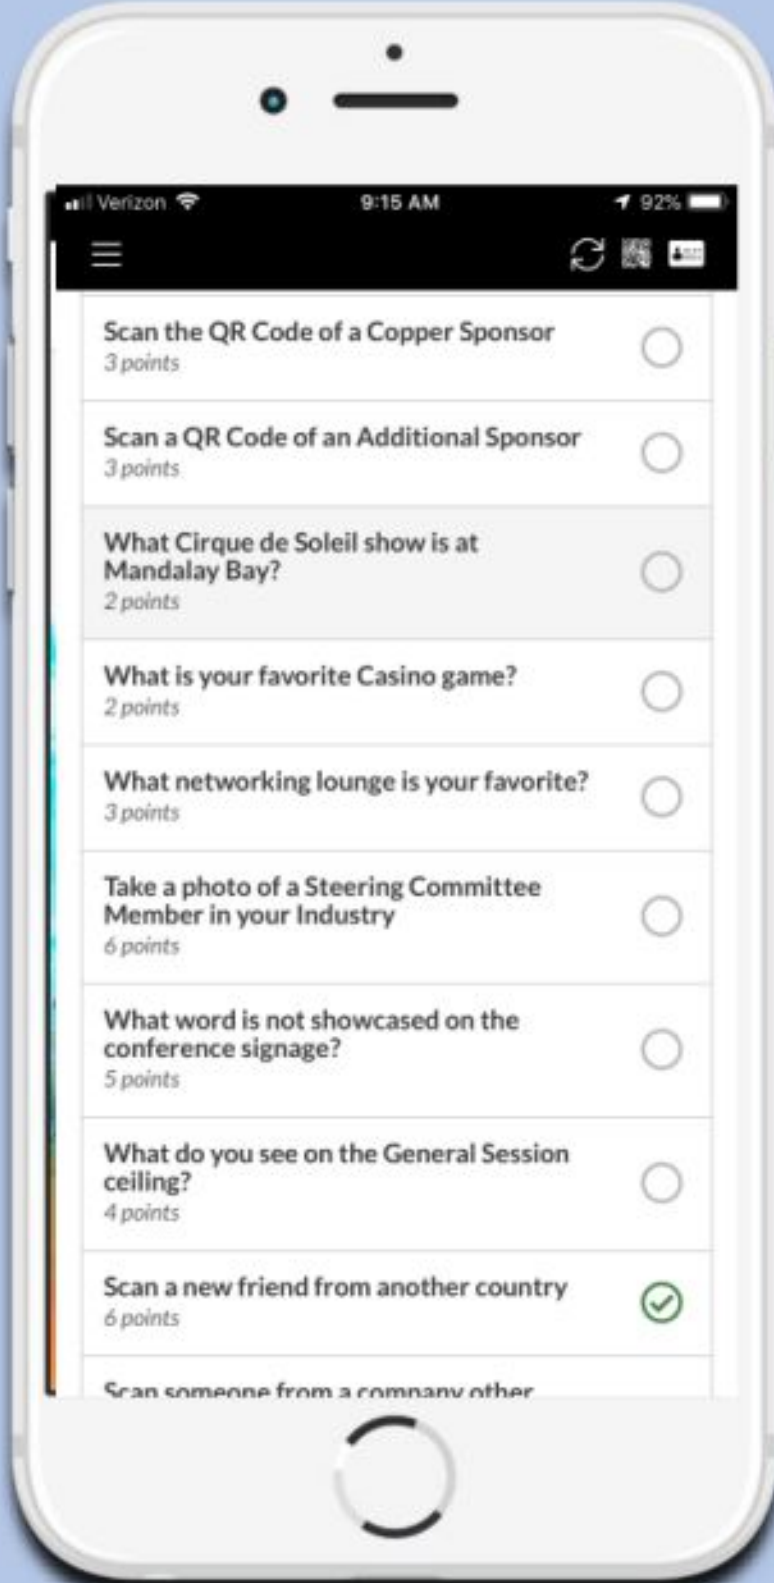 Verizon 9:15 AM 92%
Scan the QR Code of a Copper Sponsor
3 points
Scan a QR Code of an Additional Sponsor
3 points
What Cirque de Soleil show is at
Mandalay Bay?
2 points
What is your favorite Casino game?
2 points
What networking lounge is your favorite?
3 points
Take a photo of a Steering Committee
Member in your Industry
6 points
What word is not showcased on the
conference signage?
5 points
What do you see on the General Session
ceiling?
4 points
Scan a new friend from another country
6 points
Scan someone from a company other